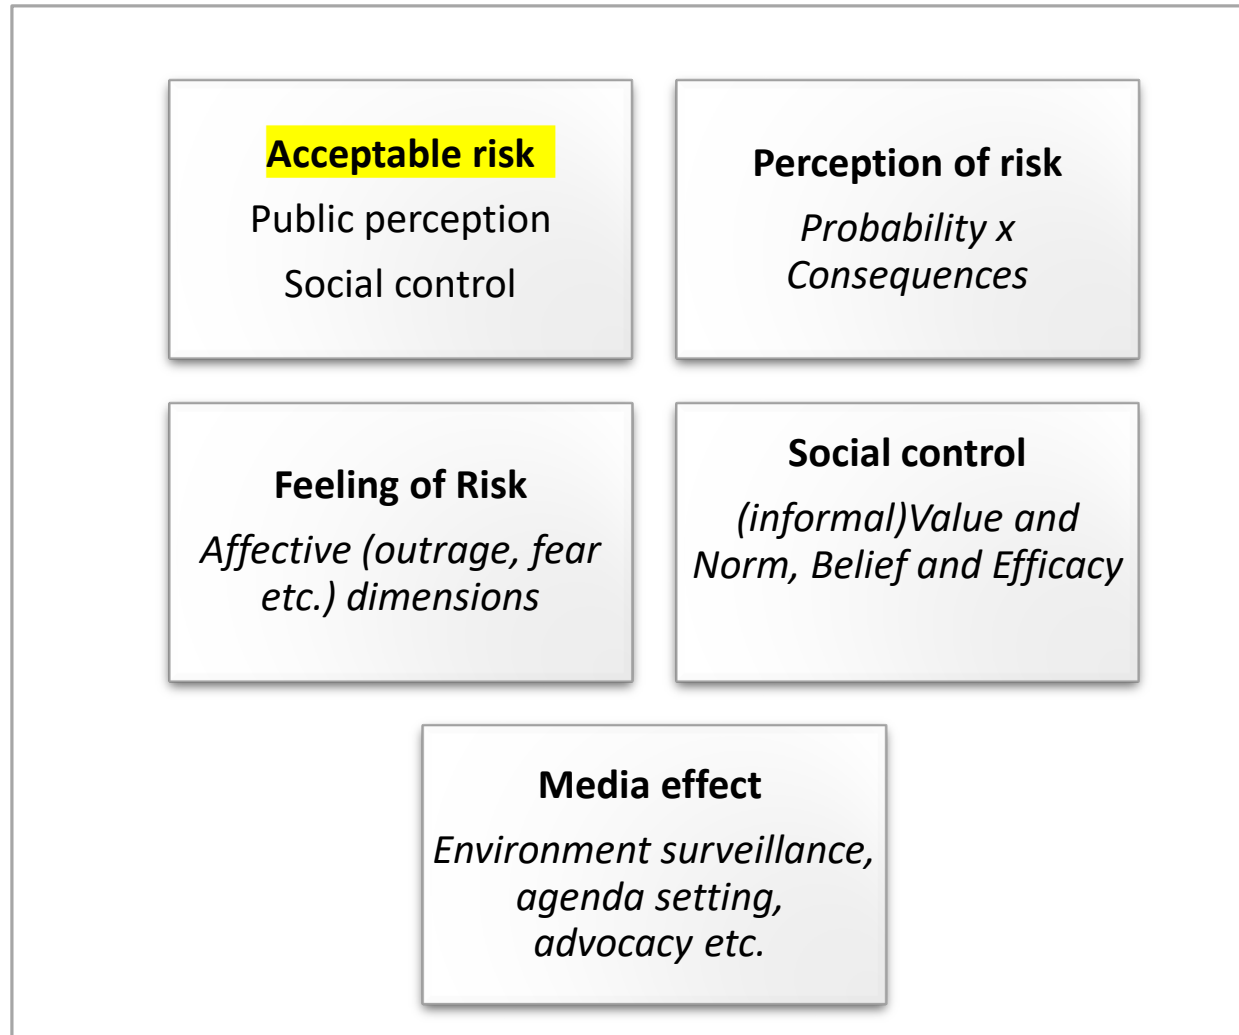 Acceptable risk
Public perception
Social control
Perception of risk
Probability x
Consequences
Feeling of Risk
Affective (outrage, fear
etc.) dimensions
Social control
(informal)Value and
Norm, Belief and Efficacy
Media effect
Environment surveillance,
agenda setting,
advocacy etc.